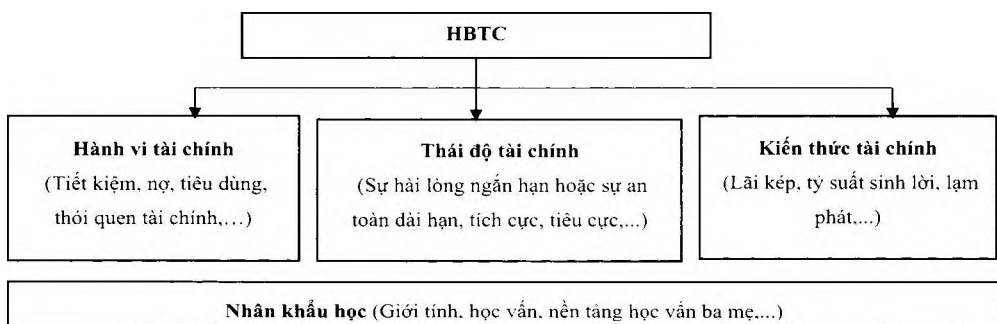 HBTC
Hành vi tài chính
(Tiết kiệm, nợ, tiêu dùng,
thói quen tài chính,…)
Thái độ tài chính
(Sự hài lòng ngắn hạn hoặc sự an
toàn dài hạn, tích cực, tiêu cực,...)
Kiến thức tài chính
(Lãi kép, tỷ suất sinh lời, lạm
phát,...)
Nhân khẩu học (Giới tính, học vấn, nền tảng học vấn ba mẹ,...)